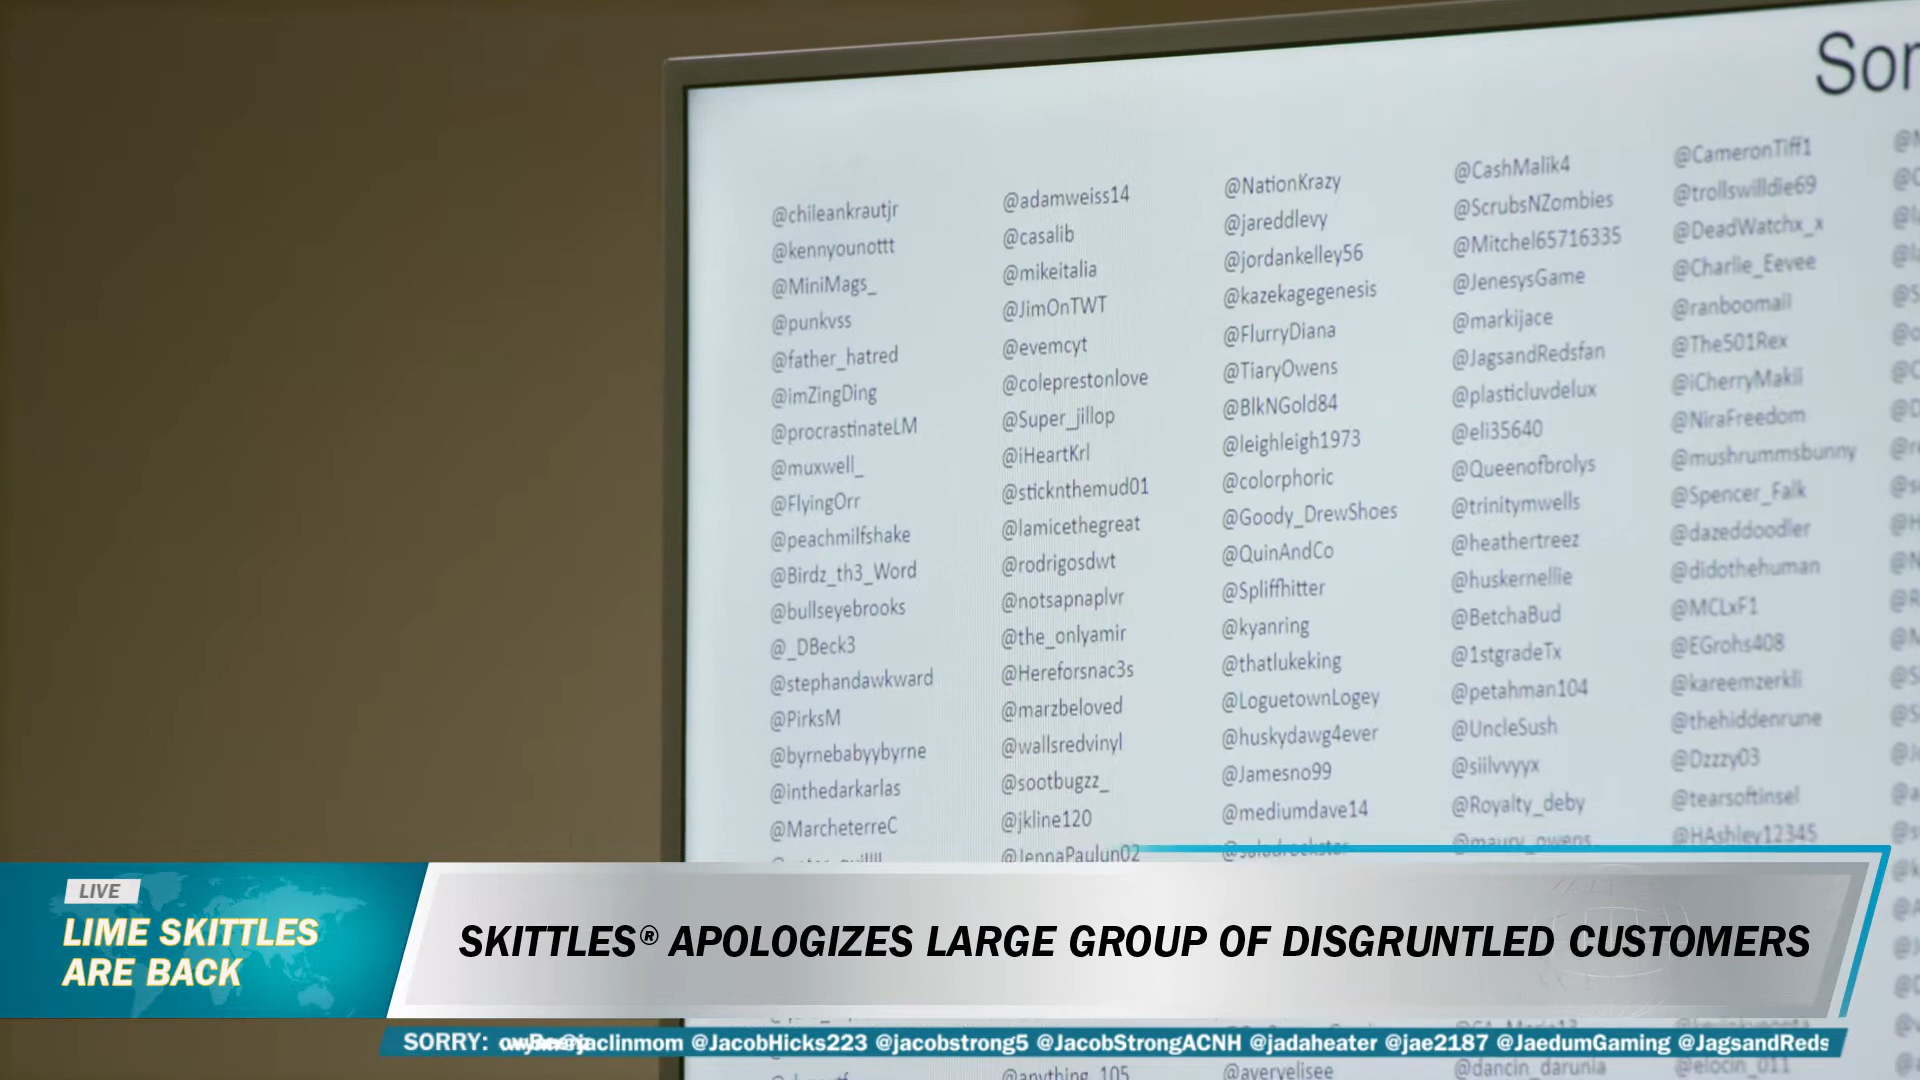 Sor
@chileankrautjr
@kennyounottt
@MiniMags_
@punkvss
@father_hatred
@imZingDing
@procrastinateLM
@muxwell_
@FlyingOrr
@peachmilfshake
@Birdz_th3_Word
@bullseyebrooks
@_DBeck3
@stephandawkward
@PirksM
@byrnebabyybyrne
@inthedarkarlas
@MarcheterreC
@adamweiss14
@casalib
@mikeitalia
@JimOnTWT
@evemcyt
@coleprestonlove
@Super_jillop
@iHeartKrl
@sticknthemud01
@lamicethegreat
@rodrigosdwt
@notsapnaplvr
@the_onlyamir
@Hereforsnac3s
@marzbeloved
@wallsredvinyl
@sootbugzz_
@jkline120
@JennaPaulun02
@anything_105
@NationKrazy
@jareddlevy
@jordankelley56
@kazekagegenesis
@FlurryDiana
@TiaryOwens
@BlkNGold84
@leighleigh1973
@colorphoric
@Goody_DrewShoes
@QuinAndCo
@Spliffhitter
@kyanring
@thatlukeking
@LoguetownLogey
@huskydawg4ever
@Jamesno99
@mediumdave14
@averyelisee
@CashMalik4
@ScrubsNZombies
@Mitchel65716335
@JenesysGame
@markijace
@JagsandRedsfan
@plasticluvdelux
@eli35640
@Queenofbrolys
@trinitymwells
@heathertreez
@huskernellie
@BetchaBud
@1stgradeTx
@petahman104
@UncleSush
@siilvvyyx
@Royalty_deby
@maury_owens
@dancin_darunia
@CameronTiff1
@trollswilldie69
@DeadWatchx_x
@Charlie_Eevee
@ranboomail
@The501Rex
@iCherryMakii
@NiraFreedom
@mushrummsbunny
@Spencer_Falk
@dazeddoodler
@didothehuman
@MCLxF1
@EGrohs408
@kareemzerkli
@thehiddenrune
@Dzzzy03
@tearsoftinsel
@HAshley12345
@elocin_011
LIVE
LIME SKITTLES
ARE BACK
SKITTLES® APOLOGIZES LARGE GROUP OF DISGRUNTLED CUSTOMERS
SORRY: @jaclinmom @JacobHicks223 @jacobstrong5 @JacobStrongACNH @jadaheater @jae2187 @JaedumGaming @JagsandReds